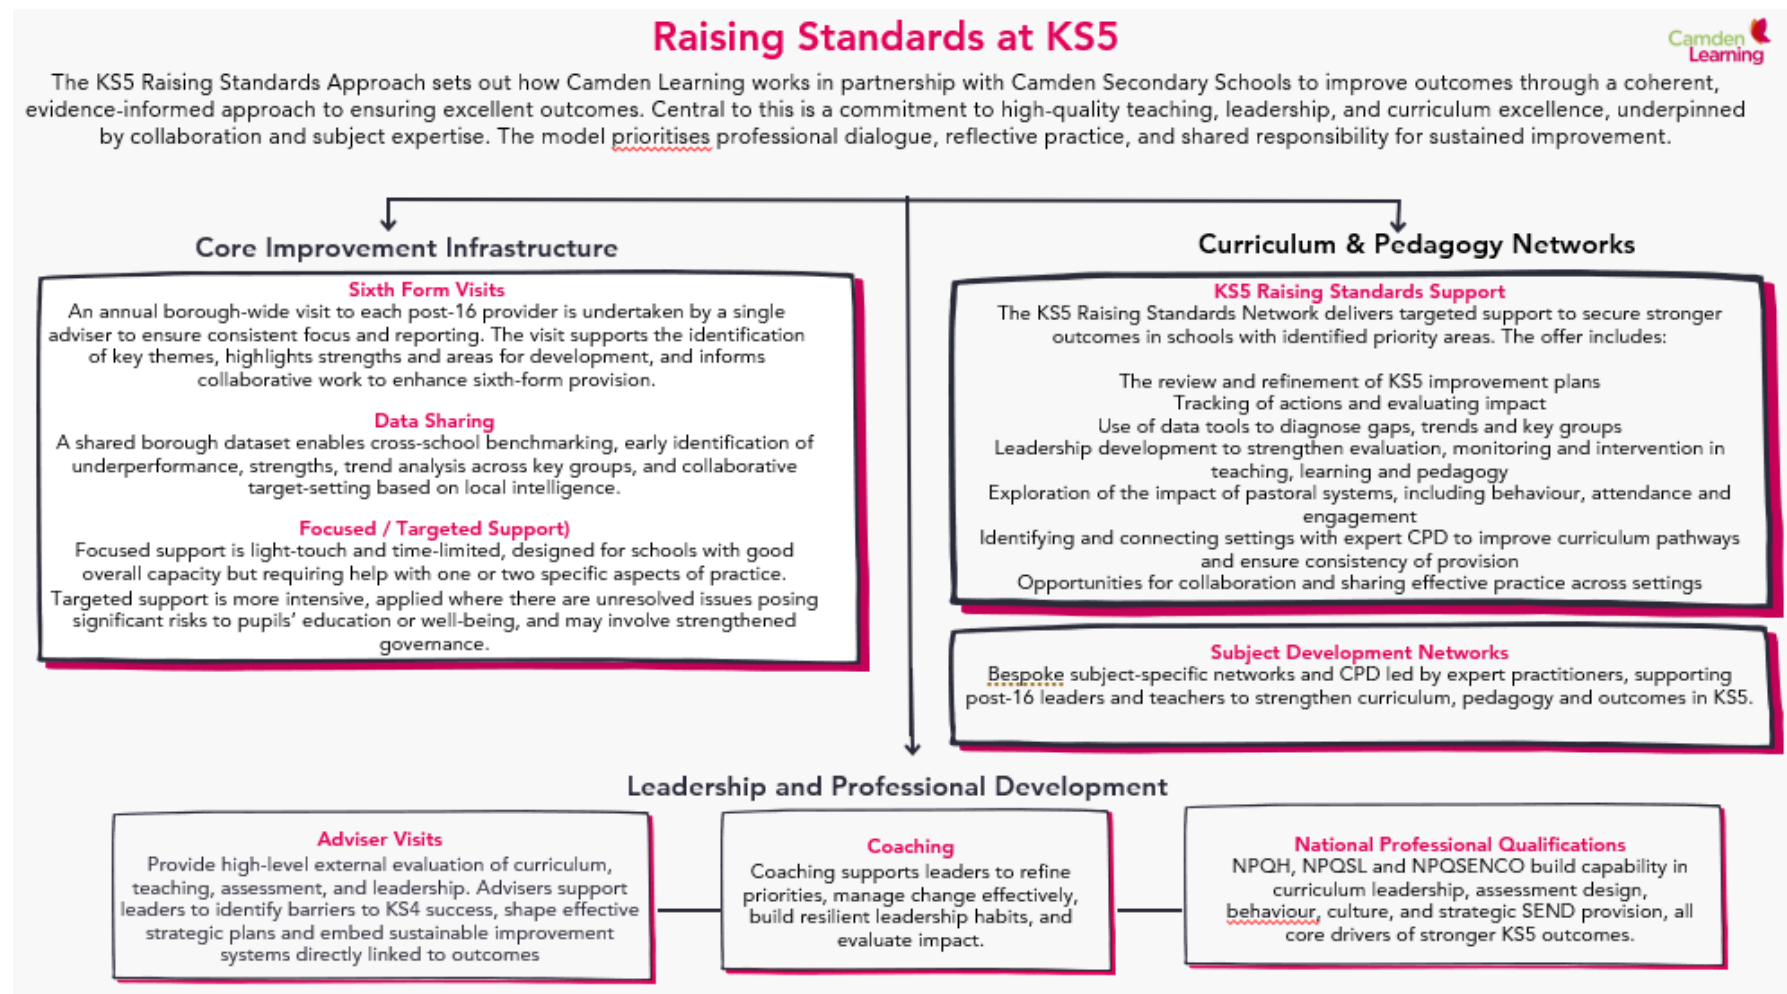 Raising Standards at KS5
Camden
Learning
The KS5 Raising Standards Approach sets out how Camden Learning works in partnership with Camden Secondary Schools to improve outcomes through a coherent,
evidence-informed approach to ensuring excellent outcomes. Central to this is a commitment to high-quality teaching, leadership, and curriculum excellence, underpinned
by collaboration and subject expertise. The model prioritises professional dialogue, reflective practice, and shared responsibility for sustained improvement.
Core Improvement Infrastructure
Sixth Form Visits
An annual borough-wide visit to each post-16 provider is undertaken by a single
adviser to ensure consistent focus and reporting. The visit supports the identification
of key themes, highlights strengths and areas for development, and informs
collaborative work to enhance sixth-form provision.
Data Sharing
A shared borough dataset enables cross-school benchmarking, early identification of
underperformance, strengths, trend analysis across key groups, and collaborative
target-setting based on local intelligence.
Focused / Targeted Support)
Focused support is light-touch and time-limited, designed for schools with good
overall capacity but requiring help with one or two specific aspects of practice.
Targeted support is more intensive, applied where there are unresolved issues posing
significant risks to pupils' education or well-being, and may involve strengthened
governance.
Curriculum & Pedagogy Networks
KS5 Raising Standards Support
The KS5 Raising Standards Network delivers targeted support to secure stronger
outcomes in schools with identified priority areas. The offer includes:
The review and refinement of KS5 improvement plans
Tracking of actions and evaluating impact
Use of data tools to diagnose gaps, trends and key groups
Leadership development to strengthen evaluation, monitoring and intervention in
teaching, learning and pedagogy
Exploration of the impact of pastoral systems, including behaviour, attendance and
engagement
Identifying and connecting settings with expert CPD to improve curriculum pathways
and ensure consistency of provision
Opportunities for collaboration and sharing effective practice across settings
Subject Development Networks
Bespoke subject-specific networks and CPD led by expert practitioners, supporting
post-16 leaders and teachers to strengthen curriculum, pedagogy and outcomes in KS5.
Leadership and Professional Development
Adviser Visits
Provide high-level external evaluation of curriculum,
teaching, assessment, and leadership. Advisers support
leaders to identify barriers to KS4 success, shape effective
strategic plans and embed sustainable improvement
systems directly linked to outcomes
Coaching
Coaching supports leaders to refine
priorities, manage change effectively,
build resilient leadership habits, and
evaluate impact.
National Professional Qualifications
NPQH, NPQSL and NPQSENCO build capability in
curriculum leadership, assessment design,
behaviour, culture, and strategic SEND provision, all
core drivers of stronger KS5 outcomes.